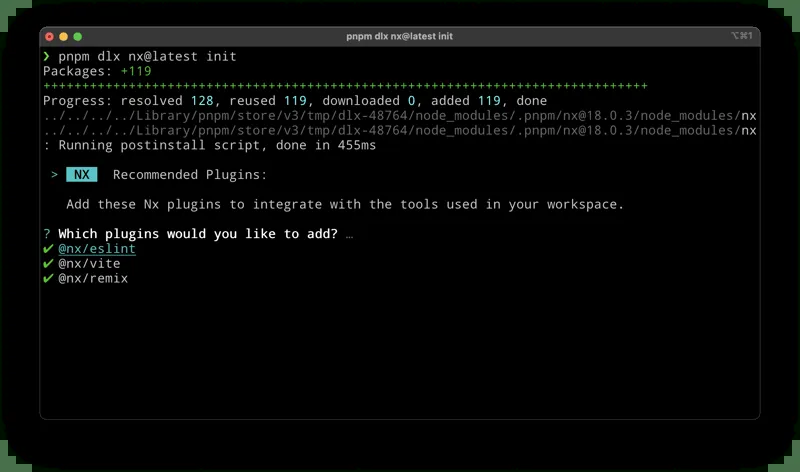 pnpm dlx nx@latest init
⌥⌘1
❯ pnpm dlx nx@latest init
Packages: +119
++++++++++++++++++++++++++++++++++++++++++++++++++++++++++++++++++++++++++++++
Progress: resolved 128, reused 119, downloaded 0, added 119, done
../../../../Library/pnpm/store/v3/tmp/dlx-48764/node_modules/.pnpm/nx@18.0.3/node_modules/nx
../../../../Library/pnpm/store/v3/tmp/dlx-48764/node_modules/.pnpm/nx@18.0.3/node_modules/nx
: Running postinstall script, done in 455ms
> NX Recommended Plugins:
Add these Nx plugins to integrate with the tools used in your workspace.
? Which plugins would you like to add? …
✔ @nx/eslint
✔ @nx/vite
✔ @nx/remix